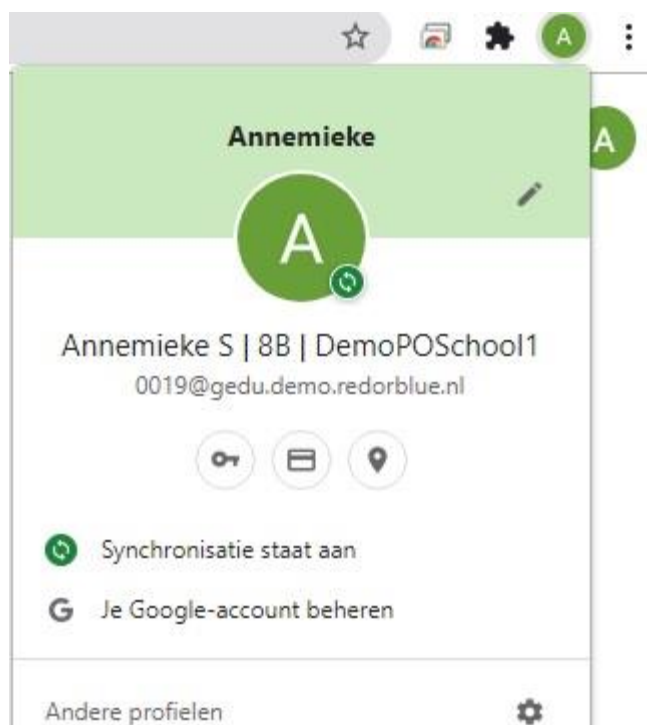 A
Annemieke
A
A
Annemieke S | 8B | DemoPOSchool1
0019@gedu.demo.redorblue.nl
Synchronisatie staat aan
G Je Google-account beheren
Andere profielen